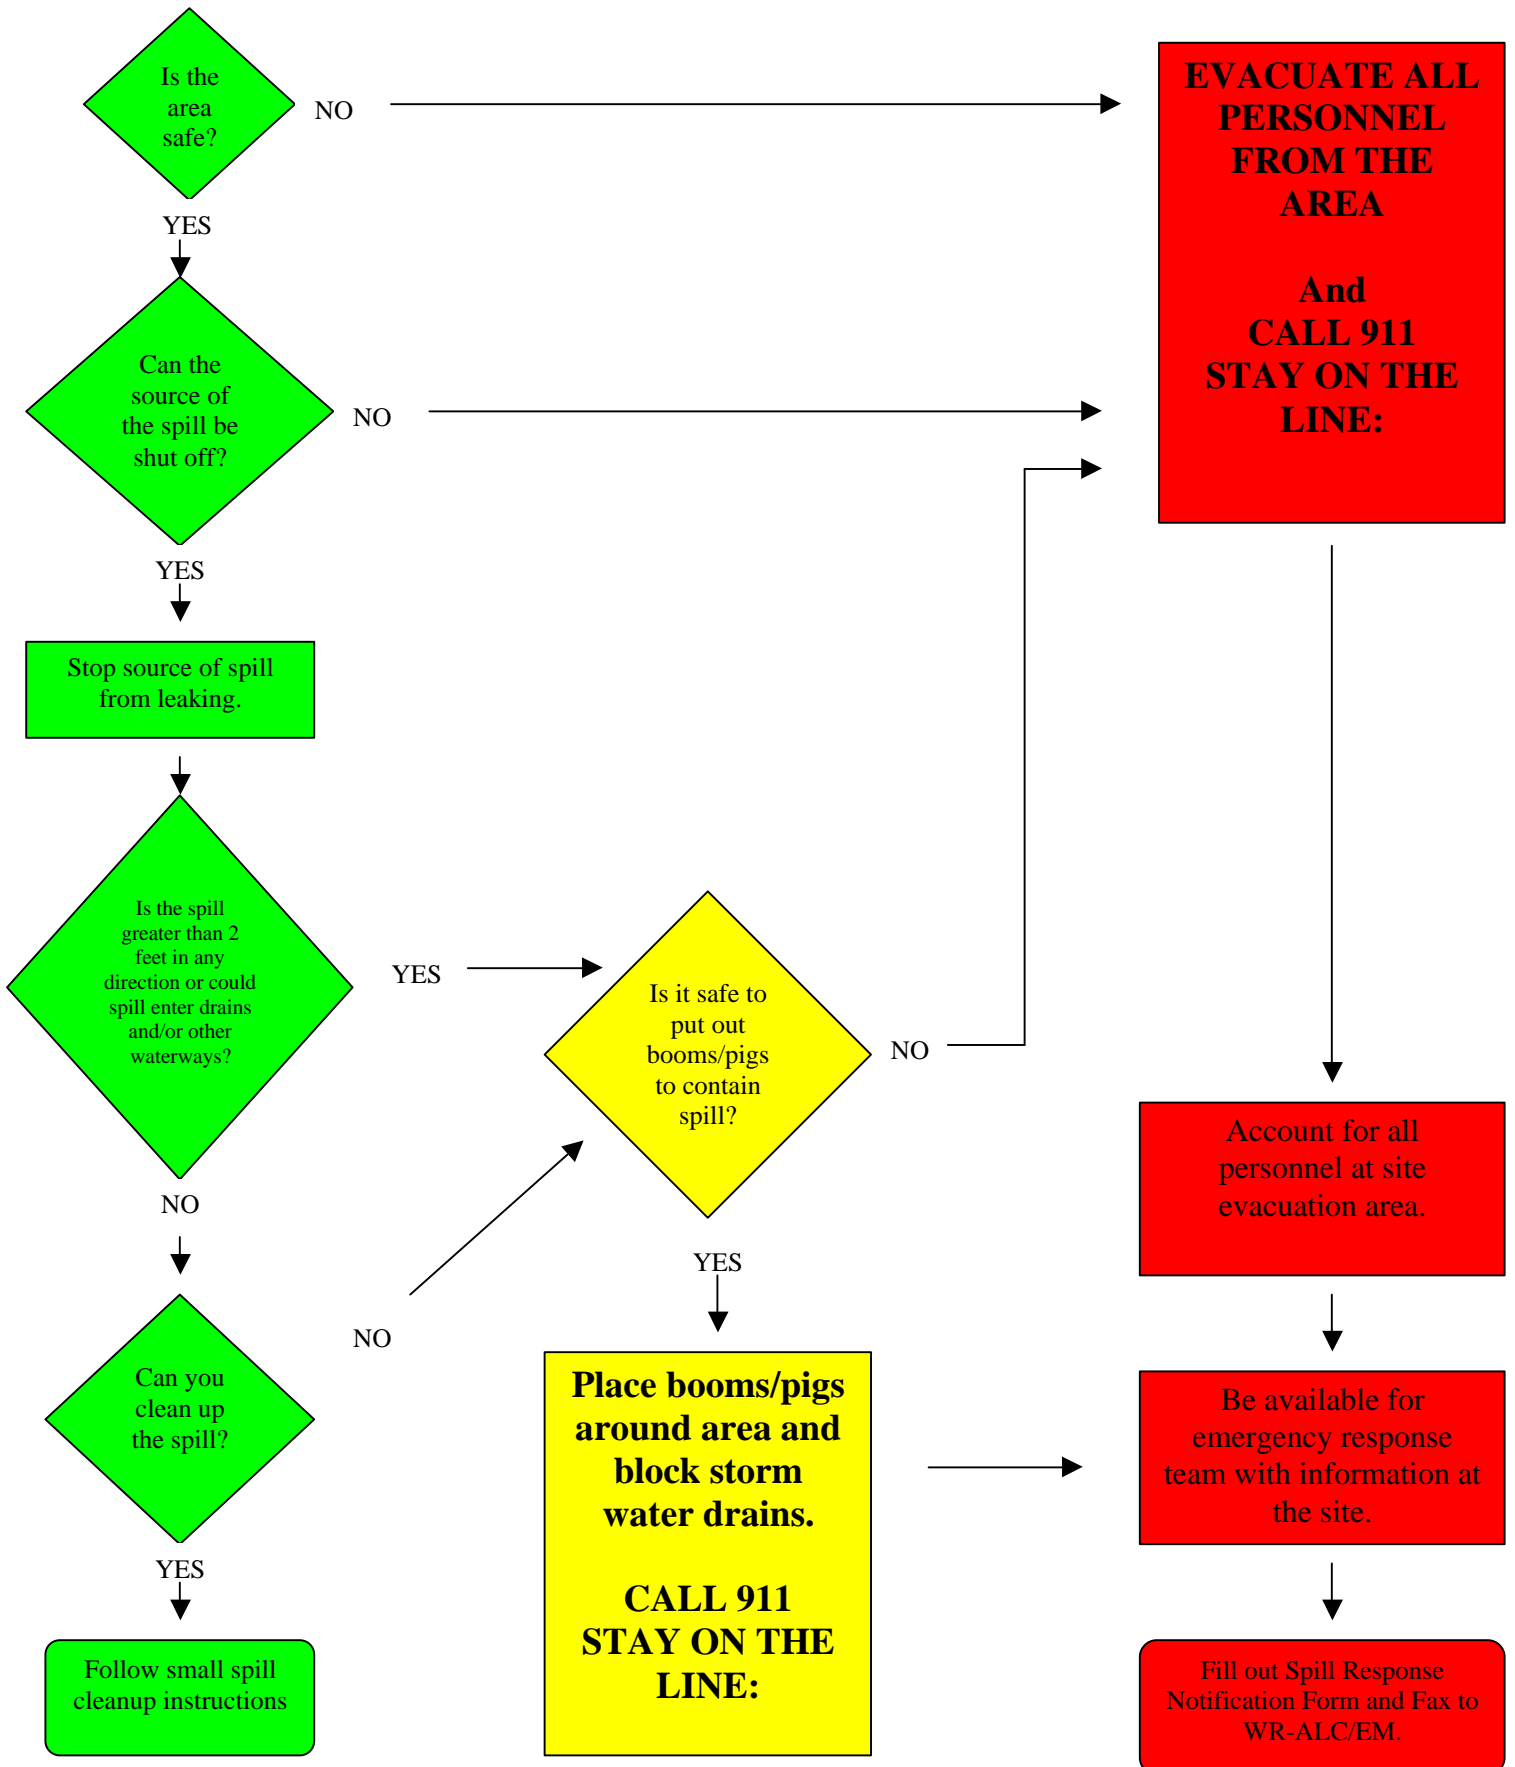 Is the
area
safe?
NO
EVACUATE ALL
PERSONNEL
FROM THE
AREA
And
CALL 911
STAY ON THE
LINE:
YES
Can the
source of
the spill be
shut off?
NO
YES
Stop source of spill
from leaking.
Is the spill
greater than 2
feet in any
direction or could
spill enter drains
and/or other
waterways?
YES
Is it safe to
put out
booms/pigs
to contain
spill?
NO
Account for all
personnel at site
evacuation area.
NO
YES
Can you
clean up
the spill?
NO
Place booms/pigs
around area and
block storm
water drains.
CALL 911
STAY ON THE
LINE:
Be available for
emergency response
team with information at
the site.
YES
Follow small spill
cleanup instructions
Fill out Spill Response
Notification Form and Fax to
WR-ALC/EM.